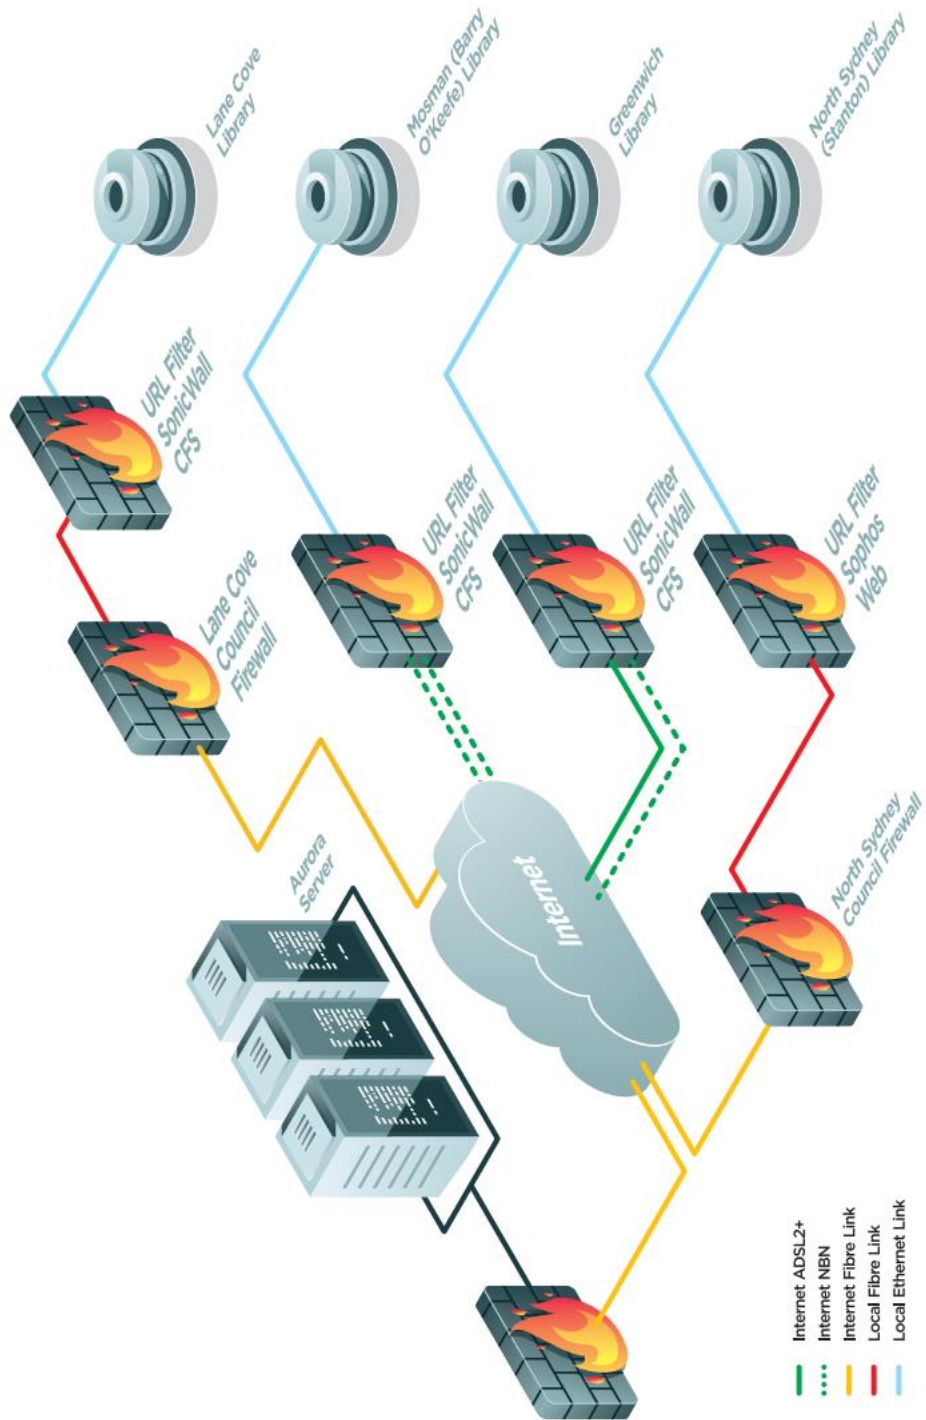 Lane Cove
Library
Mosman (Barry
O'Keefe) Library
Greenwich
Library
North Sydney
(Stanton) Library
URL Filter
SonicWall
CFS
Lane Cove
Council
Firewall
URL Filter
SonicWall
CFS
URL Filter
SonicWall
CFS
URL Filter
Sophos
Web
Aurora
Server
Internet
North Sydney
Council Firewall
Internet ADSL2+
Internet NBN
Internet Fibre Link
Local Fibre Link
Local Ethernet Link